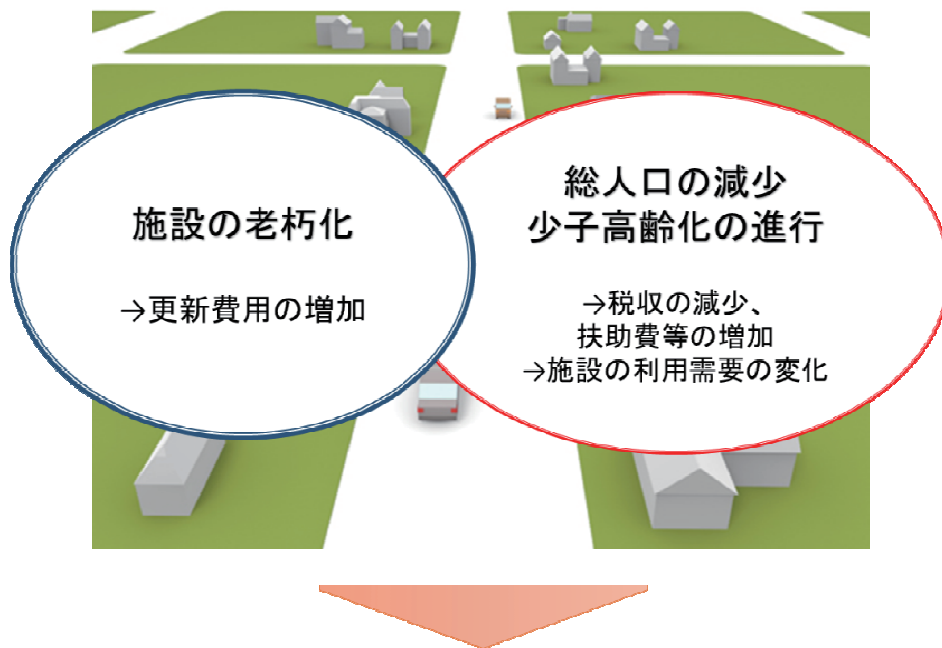 施設の老朽化
→更新費用の増加
総人口の減少
少子高齢化の進行
→税収の減少、
扶助費等の増加
→施設の利用需要の変化